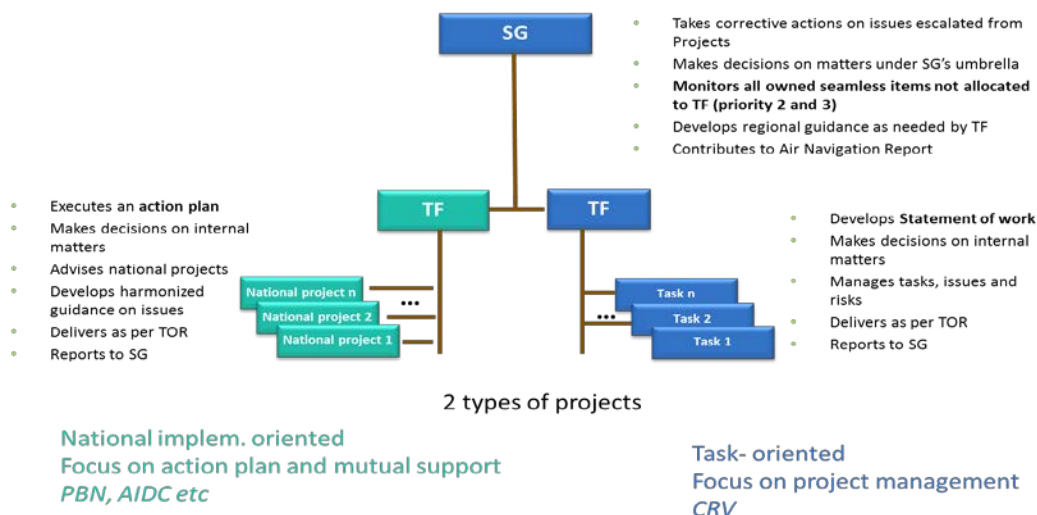 SG
• Takes corrective actions on issues escalated from
Projects
• Makes decisions on matters under SG's umbrella
• Monitors all owned seamless items not allocated
to TF (priority 2 and 3)
• Develops regional guidance as needed by TF
• Contributes to Air Navigation Report
TF
TF
• Executes an action plan
• Makes decisions on internal
matters
• Advises national projects
• Develops harmonized
guidance on issues
• Delivers as per TOR
• Reports to SG
National project n
National project 2
National project 1
...
Task n
Task 2
Task 1
...
• Develops Statement of work
• Makes decisions on internal
matters
• Manages tasks, issues and
risks
• Delivers as per TOR
• Reports to SG
2 types of projects
National implem. oriented
Focus on action plan and mutual support
PBN, AIDC etc
Task- oriented
Focus on project management
CRV